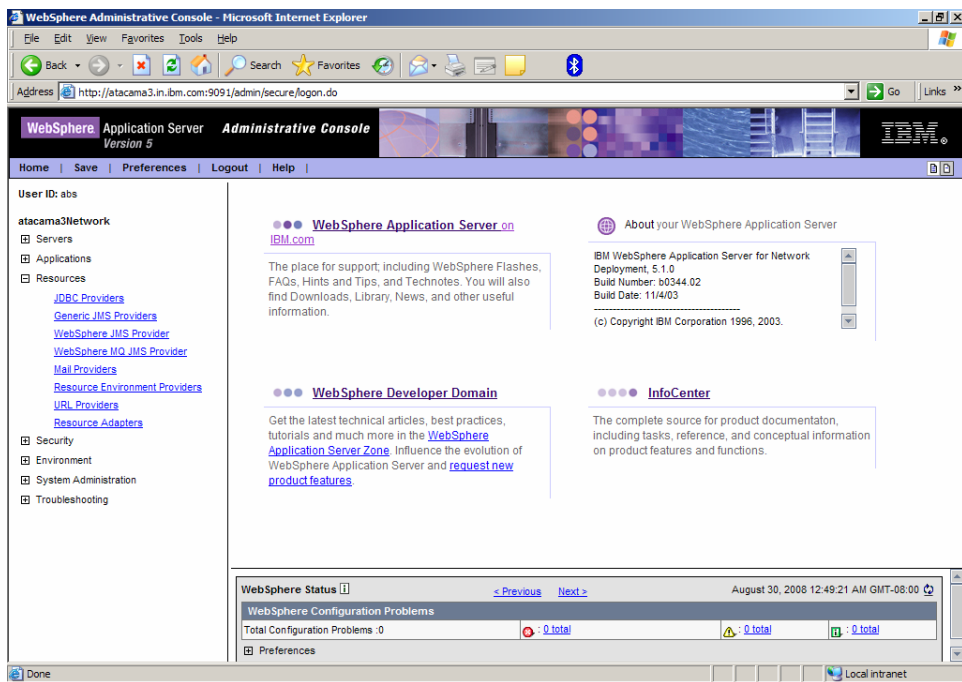 WebSphere Administrative Console - Microsoft Internet Explorer
File Edit View Favorites Tools Help
Back Search Favorites
Address http://atacama3.in.ibm.com:9091/admin/secure/logon.do Go Links »
WebSphere Application Server Administrative Console
Version 5
IBM
Home | Save | Preferences | Logout | Help |
User ID: abs
atacama3Network
Servers
Applications
Resources
JDBC Providers
Generic JMS Providers
WebSphere JMS Provider
WebSphere MQ JMS Provider
Mail Providers
Resource Environment Providers
URL Providers
Resource Adapters
Security
Environment
System Administration
Troubleshooting
WebSphere Application Server on
IBM.com
The place for support; including WebSphere Flashes,
FAQs, Hints and Tips, and Technotes. You will also
find Downloads, Library, News, and other useful
information.
About your WebSphere Application Server
IBM WebSphere Application Server for Network
Deployment, 5.1.0
Build Number: b0344.02
Build Date: 11/4/03
----------------------------------------
(c) Copyright IBM Corporation 1996, 2003.
WebSphere Developer Domain
Get the latest technical articles, best practices,
tutorials and much more in the WebSphere
Application Server Zone. Influence the evolution of
WebSphere Application Server and request new
product features.
InfoCenter
The complete source for product documentaton,
including tasks, reference, and conceptual information
on product features and functions.
WebSphere Status i < Previous Next > August 30, 2008 12:49:21 AM GMT-08:00
WebSphere Configuration Problems
Total Configuration Problems :0 : 0 total : 0 total : 0 total
Preferences
Done Local intranet